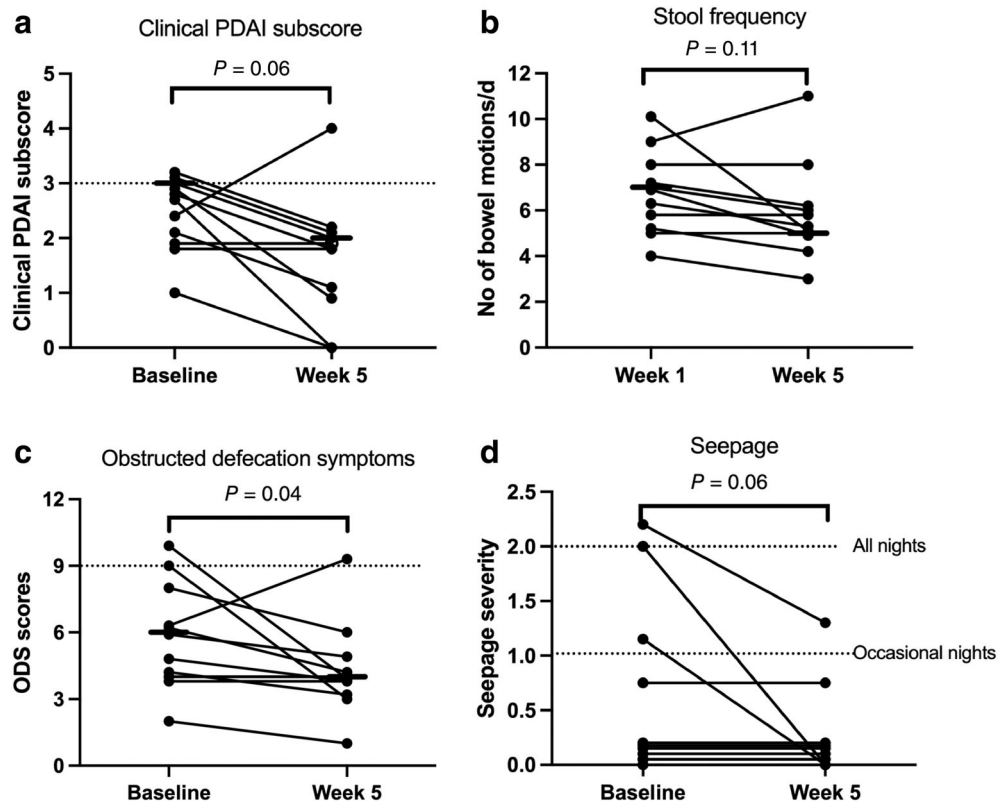 a
Clinical PDAI subscore
P = 0.06
Clinical PDAI subscore
5
4
3
2
1
0
Baseline
Week 5
b
Stool frequency
P = 0.11
No of bowel motions/d
12
10
8
6
4
2
0
Week 1
Week 5
c
Obstructed defecation symptoms
P = 0.04
ODS scores
12
9
6
3
0
Baseline
Week 5
d
Seepage
P = 0.06
Seepage severity
2.5
2.0
1.5
1.0
0.5
0.0
All nights
Occasional nights
Baseline
Week 5